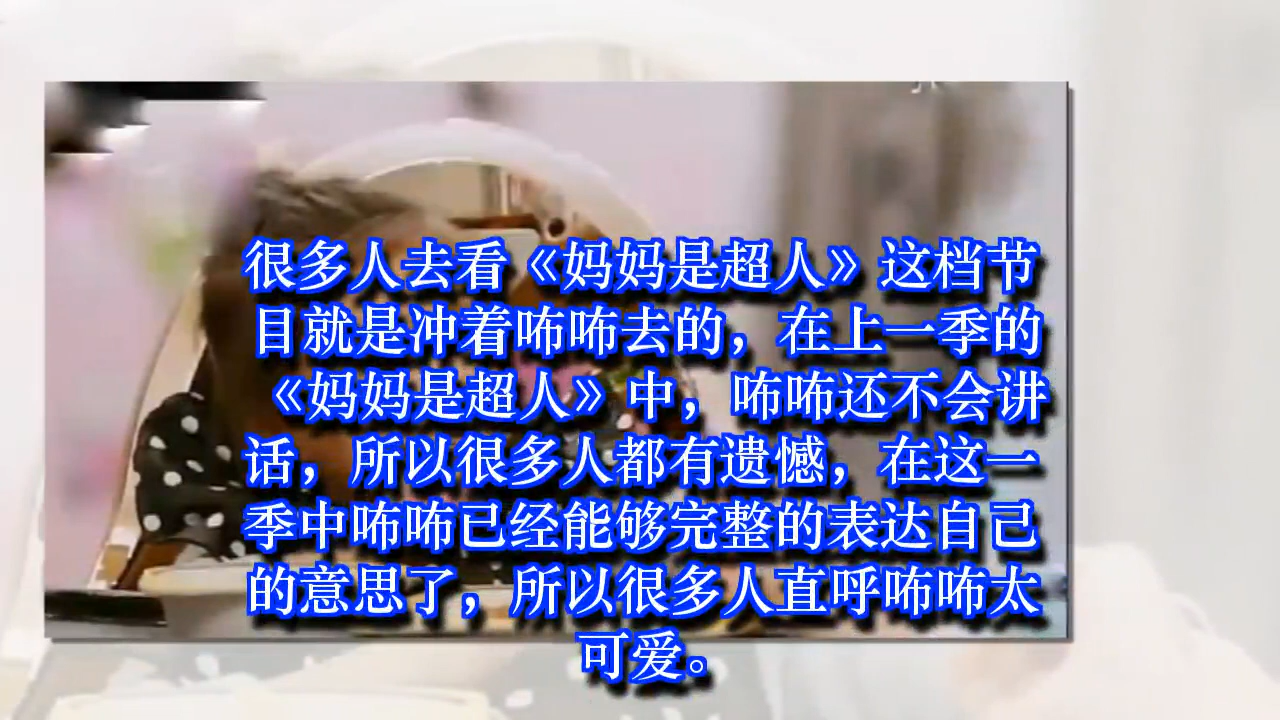 很多人去看《妈妈是超人》这档节
目就是冲着咘咘去的，在上一季的
《妈妈是超人》中，咘咘还不会讲
话，所以很多人都有遗憾，在这一
季中咘咘已经能够完整的表达自己
的意思了，所以很多人直呼咘咘太
可爱。